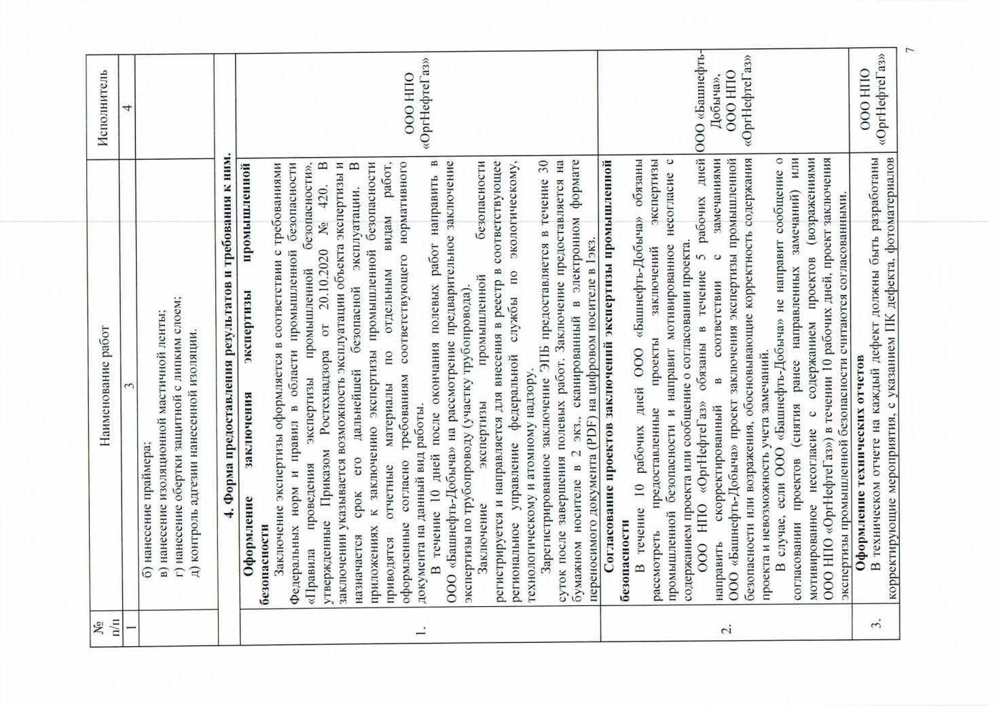 7
№ п/п
Наименование работ
Исполнитель
1
3
4
б) нанесение праймера;
в) нанесение изоляционной мастичной ленты;
г) нанесение обертки защитной с липким слоем;
д) контроль адгезии нанесенной изоляции.
4. Форма предоставления результатов и требования к ним.
1.
Оформление заключения экспертизы промышленной
безопасности
Заключение экспертизы оформляется в соответствии с требованиями
Федеральных норм и правил в области промышленной безопасности
«Правила проведения экспертизы промышленной безопасности»,
утвержденные Приказом Ростехнадзора от 20.10.2020 № 420. В
заключении указывается возможность эксплуатации объекта экспертизы и
назначается срок его дальнейшей безопасной эксплуатации. В
приложениях к заключению экспертизы промышленной безопасности
приводятся отчетные материалы по отдельным видам работ,
оформленные согласно требованиям соответствующего нормативного
документа на данный вид работы.
В течение 10 дней после окончания полевых работ направить в
ООО «Башнефть-Добыча» на рассмотрение предварительное заключение
экспертизы по трубопроводу (участку трубопровода).
Заключение экспертизы промышленной безопасности
регистрируется и направляется для внесения в реестр в соответствующее
региональное управление федеральной службы по экологическому,
технологическому и атомному надзору.
Зарегистрированное заключение ЭПБ предоставляется в течение 30
суток после завершения полевых работ. Заключение предоставляется на
бумажном носителе в 2 экз., сканированный в электронном формате
переносимого документа (PDF) на цифровом носителе в 1экз.
ООО НПО
«ОргНефтеГаз»
2.
Согласование проектов заключений экспертизы промышленной
безопасности
В течение 10 рабочих дней ООО «Башнефть-Добыча» обязаны
рассмотреть предоставленные проекты заключений экспертизы
промышленной безопасности и направит мотивированное несогласие с
содержанием проекта или сообщение о согласовании проекта.
ООО НПО «ОргНефтеГаз» обязаны в течение 5 рабочих дней
направить скорректированный в соответствии с замечаниями
ООО «Башнефть-Добыча» проект заключения экспертизы промышленной
безопасности или возражения, обосновывающие корректность содержания
проекта и невозможность учета замечаний.
В случае, если ООО «Башнефть-Добыча» не направит сообщение о
согласовании проектов (снятия ранее направленных замечаний) или
мотивированное несогласие с содержанием проектов (возражениями
ООО НПО «ОргНефтеГаз») в течении 10 рабочих дней, проект заключения
экспертизы промышленной безопасности считаются согласованными.
ООО «Башнефть-
Добыча»,
ООО НПО
«ОргНефтеГаз»
3.
Оформление технических отчетов
В техническом отчете на каждый дефект должны быть разработаны
корректирующие мероприятия, с указанием ПК дефекта, фотоматериалов
ООО НПО
«ОргНефтеГаз»